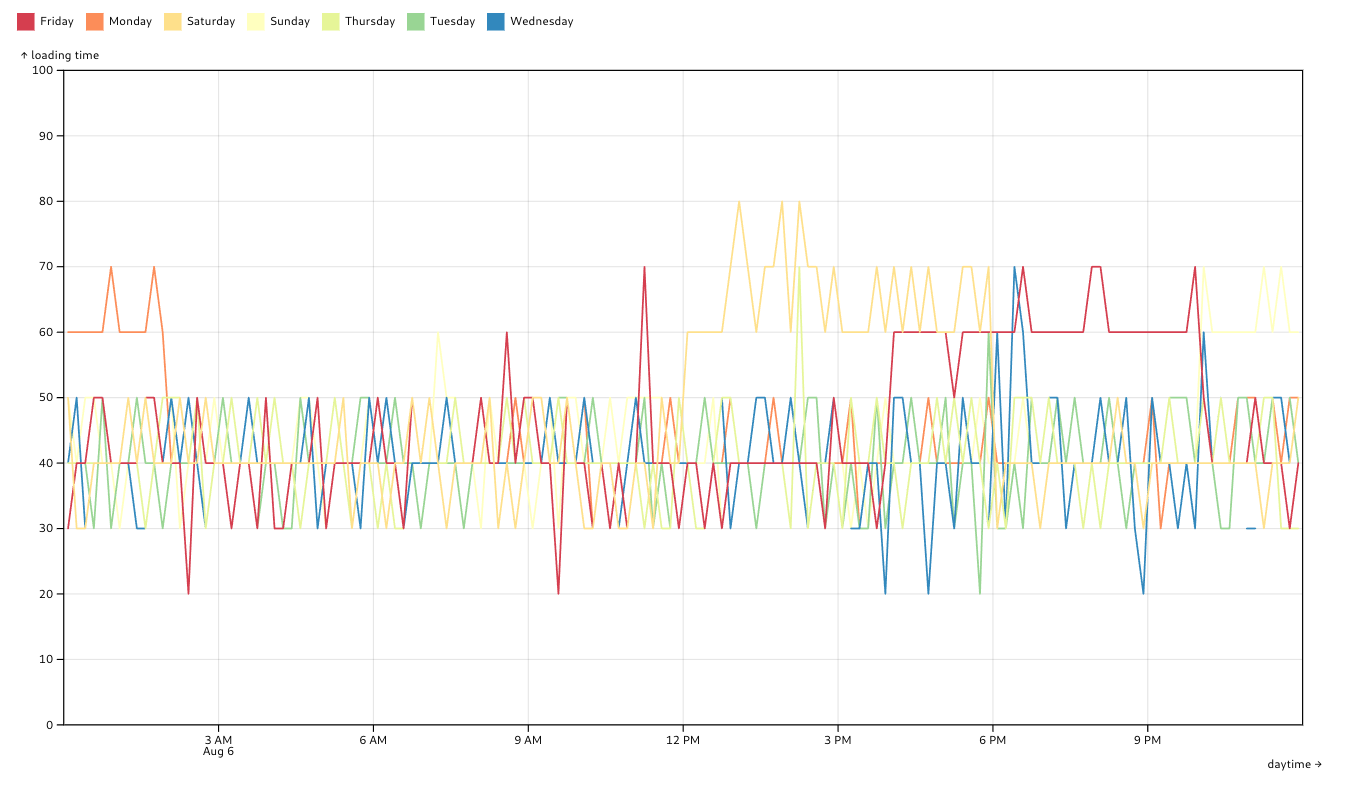 Friday Monday Saturday Sunday Thursday Tuesday Wednesday
↑ loading time
100
90
80
70
60
50
40
30
20
10
0
3 AM 6 AM 9 AM 12 PM 3 PM 6 PM 9 PM
Aug 6
daytime →